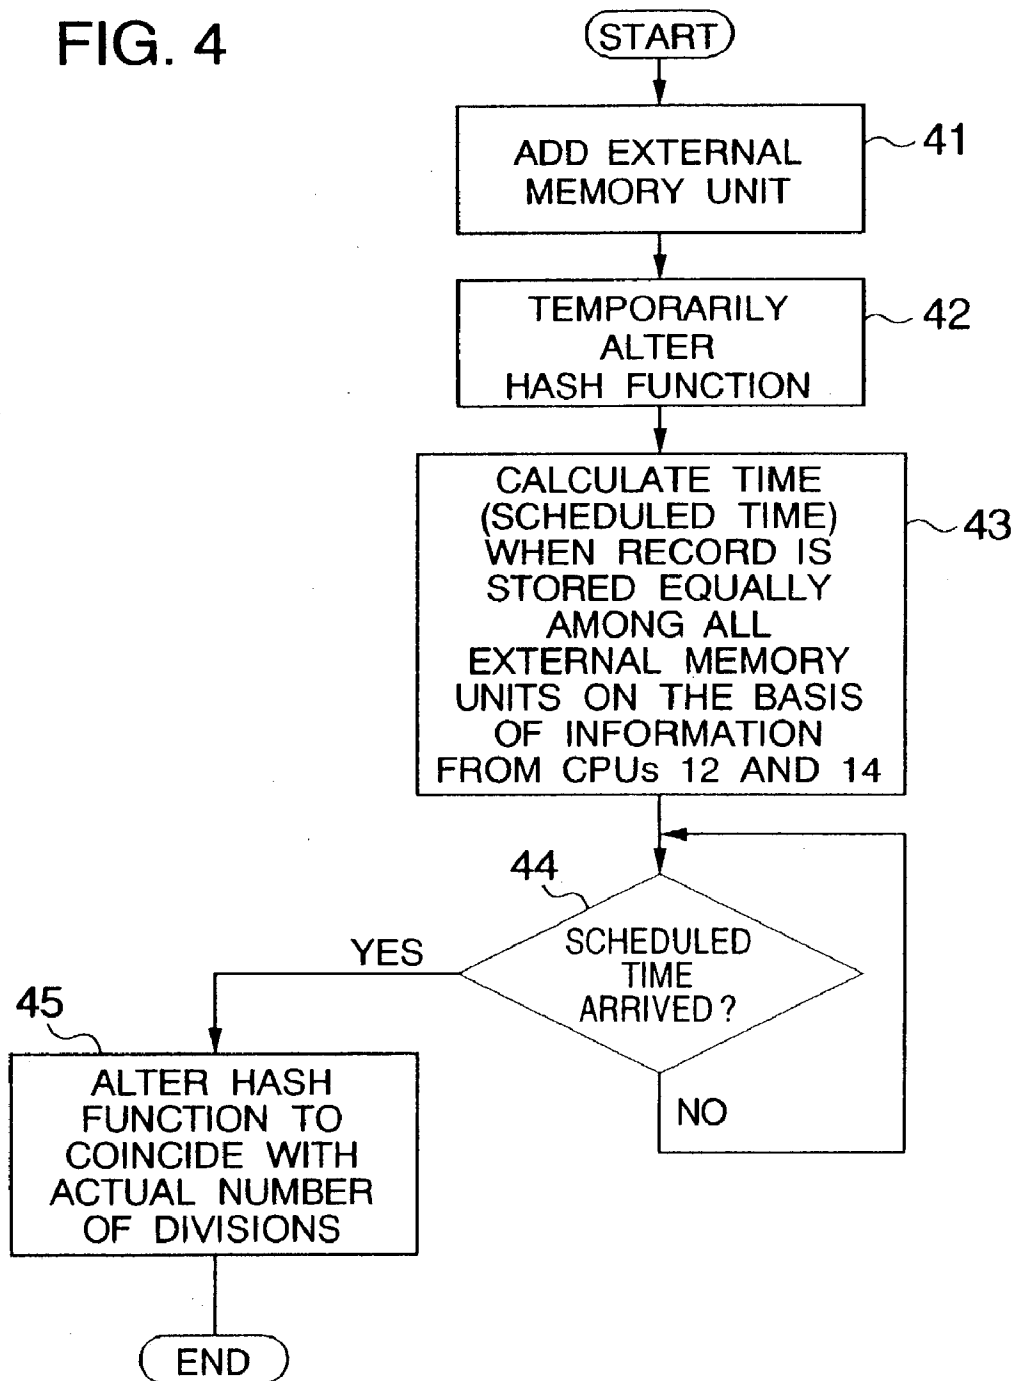 FIG. 4
START
ADD EXTERNAL
MEMORY UNIT
41
TEMPORARILY
ALTER
HASH FUNCTION
42
CALCULATE TIME
(SCHEDULED TIME)
WHEN RECORD IS
STORED EQUALLY
AMONG ALL
EXTERNAL MEMORY
UNITS ON THE BASIS
OF INFORMATION
FROM CPUs 12 AND 14
43
44
SCHEDULED
TIME
ARRIVED?
YES
NO
45
ALTER HASH
FUNCTION TO
COINCIDE WITH
ACTUAL NUMBER
OF DIVISIONS
END